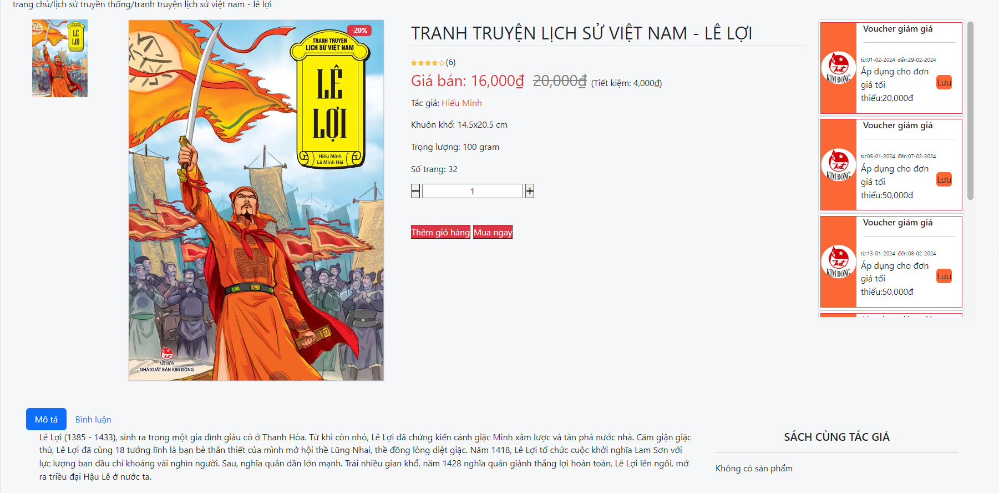 trang chủ/lịch sử truyền thống/tranh truyện lịch sử việt nam - lê lợi
-20%
TRANH TRUYỆN
LỊCH SỬ VIỆT NAM
LÊ
LỢI
Hiếu Minh
Lê Minh Hải
KIM ĐỒNG
NHÀ XUẤT BẢN KIM ĐỒNG
TRANH TRUYỆN LỊCH SỬ VIỆT NAM - LÊ LỢI
(6)
Giá bán: 16,000₫ 20,000₫ (Tiết kiệm: 4,000₫)
Tác giả: Hiếu Minh
Khuôn khổ: 14.5x20.5 cm
Trọng lượng: 100 gram
Số trang: 32
− 1 +
Thêm giỏ hàng Mua ngay
Voucher giảm giá
KIM ĐỒNG
từ:01-02-2024 đến:29-02-2024
Áp dụng cho đơn
giá tối
thiểu:20,000đ
Lưu
Voucher giảm giá
KIM ĐỒNG
từ:05-01-2024 đến:07-02-2024
Áp dụng cho đơn
giá tối
thiểu:50,000đ
Lưu
Voucher giảm giá
KIM ĐỒNG
từ:13-01-2024 đến:08-02-2024
Áp dụng cho đơn
giá tối
thiểu:50,000đ
Lưu
Mô tả Bình luận
Lê Lợi (1385 - 1433), sinh ra trong một gia đình giàu có ở Thanh Hóa. Từ khi còn nhỏ, Lê Lợi đã chứng kiến cảnh giặc Minh xâm lược và tàn phá nước nhà. Căm giận giặc
thù, Lê Lợi đã cùng 18 tướng lĩnh là bạn bè thân thiết của mình mở hội thề Lũng Nhai, thề đồng lòng diệt giặc. Năm 1418, Lê Lợi tổ chức cuộc khởi nghĩa Lam Sơn với
lực lượng ban đầu chỉ khoảng vài nghìn người. Sau, nghĩa quân dần lớn mạnh. Trải nhiều gian khổ, năm 1428 nghĩa quân giành thắng lợi hoàn toàn, Lê Lợi lên ngôi, mở
ra triều đại Hậu Lê ở nước ta.
SÁCH CÙNG TÁC GIẢ
Không có sản phẩm